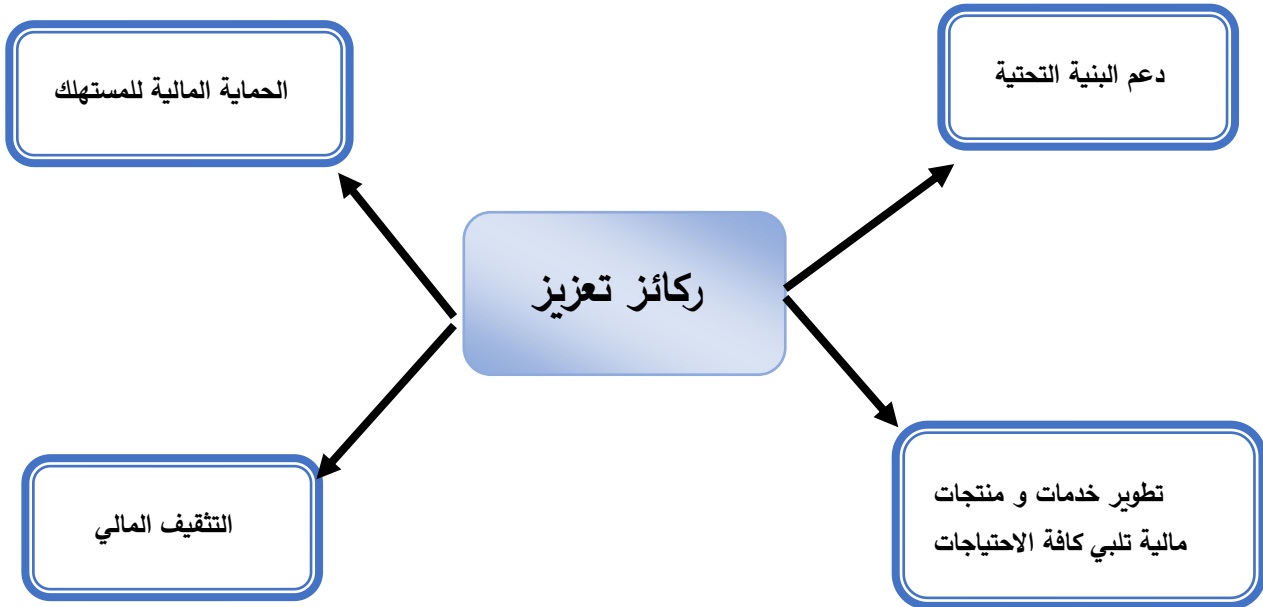 دعم البنية التحتية
الحماية المالية للمستهلك
ركائز تعزيز
تطوير خدمات و منتجات
مالية تلبي كافة الاحتياجات
التثقيف المالي